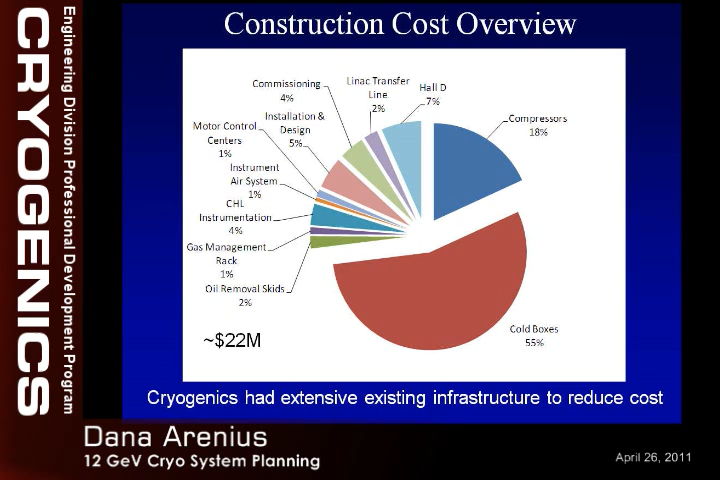 CRYOGENICS
Engineering Division Professional Development Program
Construction Cost Overview
Commissioning
4%
Linac Transfer
Line
2%
Hall D
7%
Compressors
18%
Installation &
Design
5%
Motor Control
Centers
1%
Instrument
Air System
1%
CHL
Instrumentation
4%
Gas Management
Rack
1%
Oil Removal Skids
2%
Cold Boxes
55%
~$22M
Cryogenics had extensive existing infrastructure to reduce cost
Dana Arenius
12 GeV Cryo System Planning
April 26, 2011